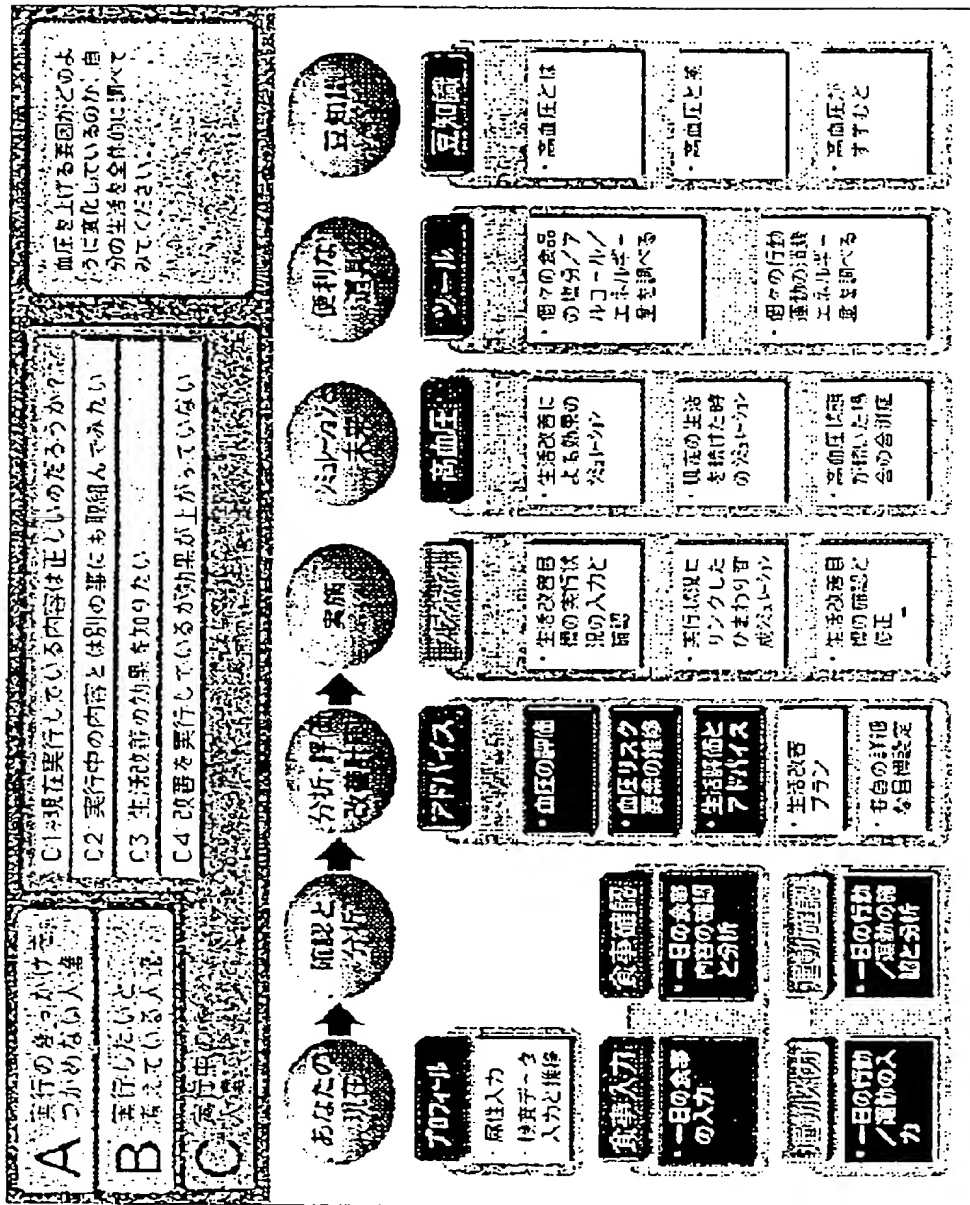 A 実行のきっかけが
つかめない人達
B 実行したいと
考えている人達
C 実行中の
C1 現在実行している内容は正しいのだろうか?
C2 実行中の内容とは別の事にも取組んでみたい
C3 生活改善の効果を知りたい
C4 改善を実行しているが効果が上がっていない
血圧を上げる要因がどのよ
うに変化しているのか、自
分の生活を全体的に調べて
みてください。
あなたの
現在
確認と
分析
分析・評価
改善計画
実施
シミュレーションの
未来
便利な
道具
豆知識
プロフィール
・属性入力
・検査データ
入力と推移
食事入力
・一日の食事
の入力
・一日の行動
/運動の入
力
食事確認
・一日の食事
内容の確認
と分析
運動確認
・一日の行動
/運動の確
認と分析
アドバイス
・血圧の評価
・血圧リスク
要素の推移
・生活評価と
アドバイス
・生活改善
プラン
・各自の詳細
な目標設定
・生活改善目
標の実行状
況の入力と
確認
・実行状況に
リンクした
ひまわり育
成シミュレーション
・生活改善目
標の確認と
修正
高血圧
・生活改善に
よる効果の
シミュレーション
・現在の生活
を続けた時
のシミュレーション
・高血圧状態
が続いた場
合の合併症
ツール
・個々の食品
の塩分/ア
ルコール/
エネルギー
量を調べる
・個々の行動
運動の消費
エネルギー
量を調べる
豆知識
・高血圧とは
・高血圧と薬
・高血圧が
すすむと